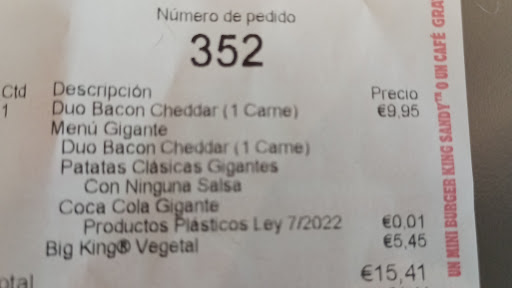 Número de pedido
352
Ctd Descripción Precio
1 Duo Bacon Cheddar (1 Carne) €9,95
Menú Gigante
Duo Bacon Cheddar (1 Carne)
Patatas Clásicas Gigantes
Con Ninguna Salsa
Coca Cola Gigante
Productos Plásticos Ley 7/2022 €0,01
Big King® Vegetal €5,45
otal €15,41
UN MINI BURGER KING SANDY™ O UN CAFÉ GRA